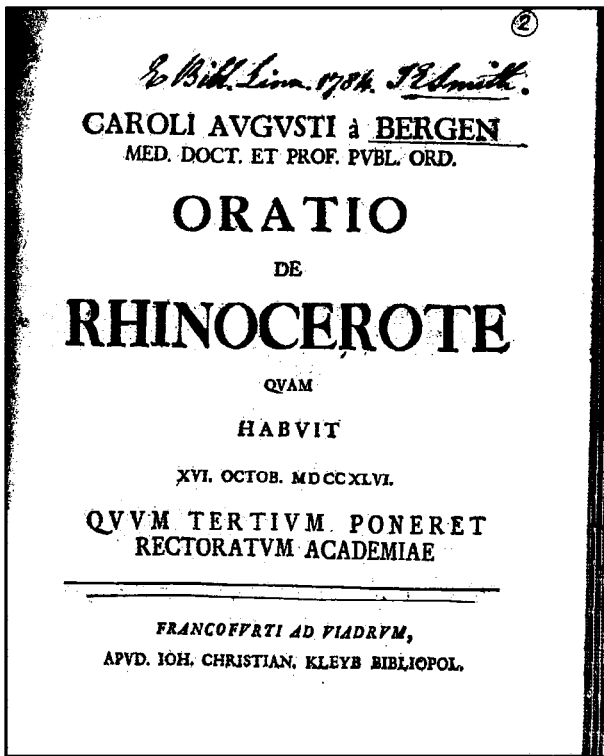 2
E Bibl. Linn. 1784. JESmith.
CAROLI AVGVSTI à BERGEN
MED. DOCT. ET PROF. PVBL. ORD.
ORATIO
DE
RHINOCEROTE
QVAM
HABVIT
XVI. OCTOB. MDCCXLVI.
QVVM TERTIVM PONERET
RECTORATVM ACADEMIAE
FRANCOFVRTI AD VIADRVM,
APVD. IOH. CHRISTIAN. KLEYB BIBLIOPOL.